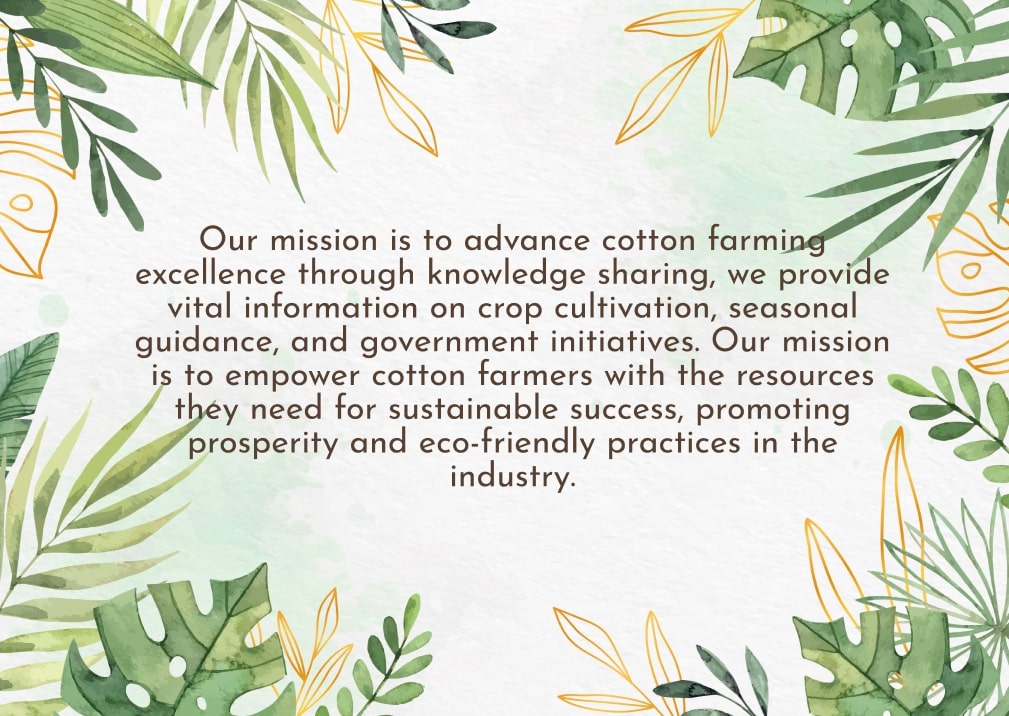 Our mission is to advance cotton farming
excellence through knowledge sharing, we provide
vital information on crop cultivation, seasonal
guidance, and government initiatives. Our mission
is to empower cotton farmers with the resources
they need for sustainable success, promoting
prosperity and eco-friendly practices in the
industry.